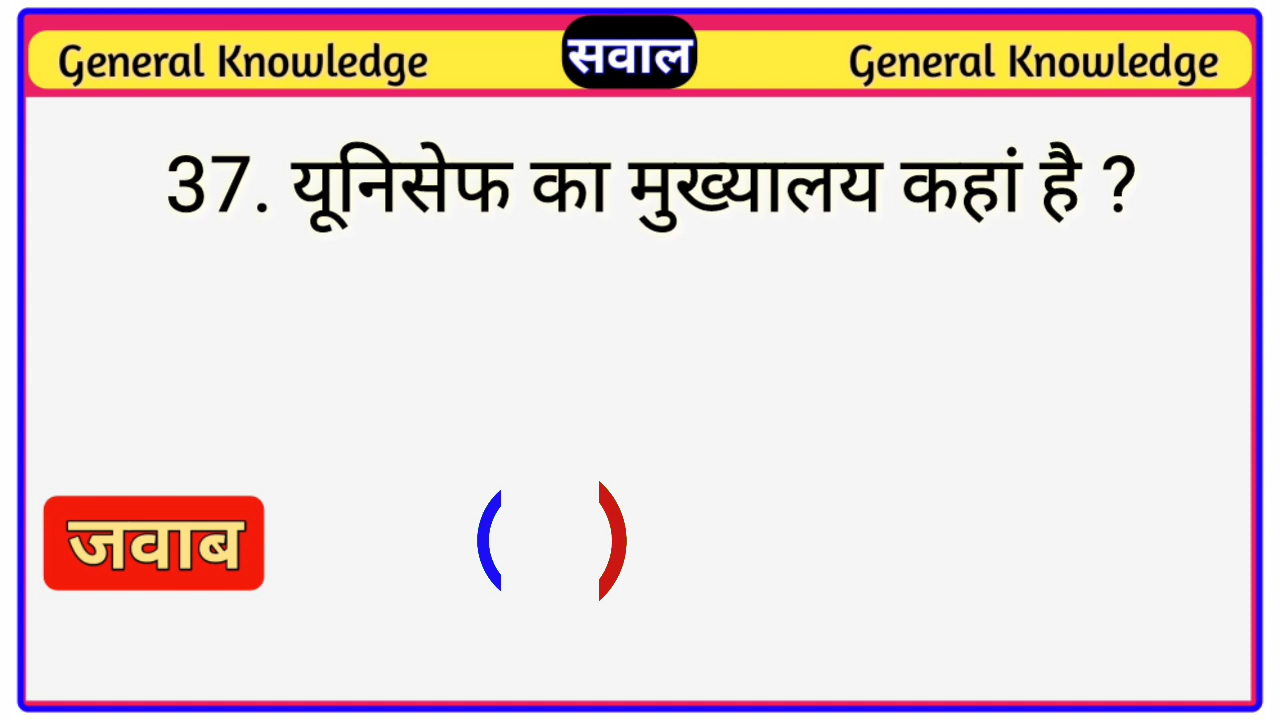 General Knowledge सवाल General Knowledge
37. यूनिसेफ का मुख्यालय कहां है ?
जवाब